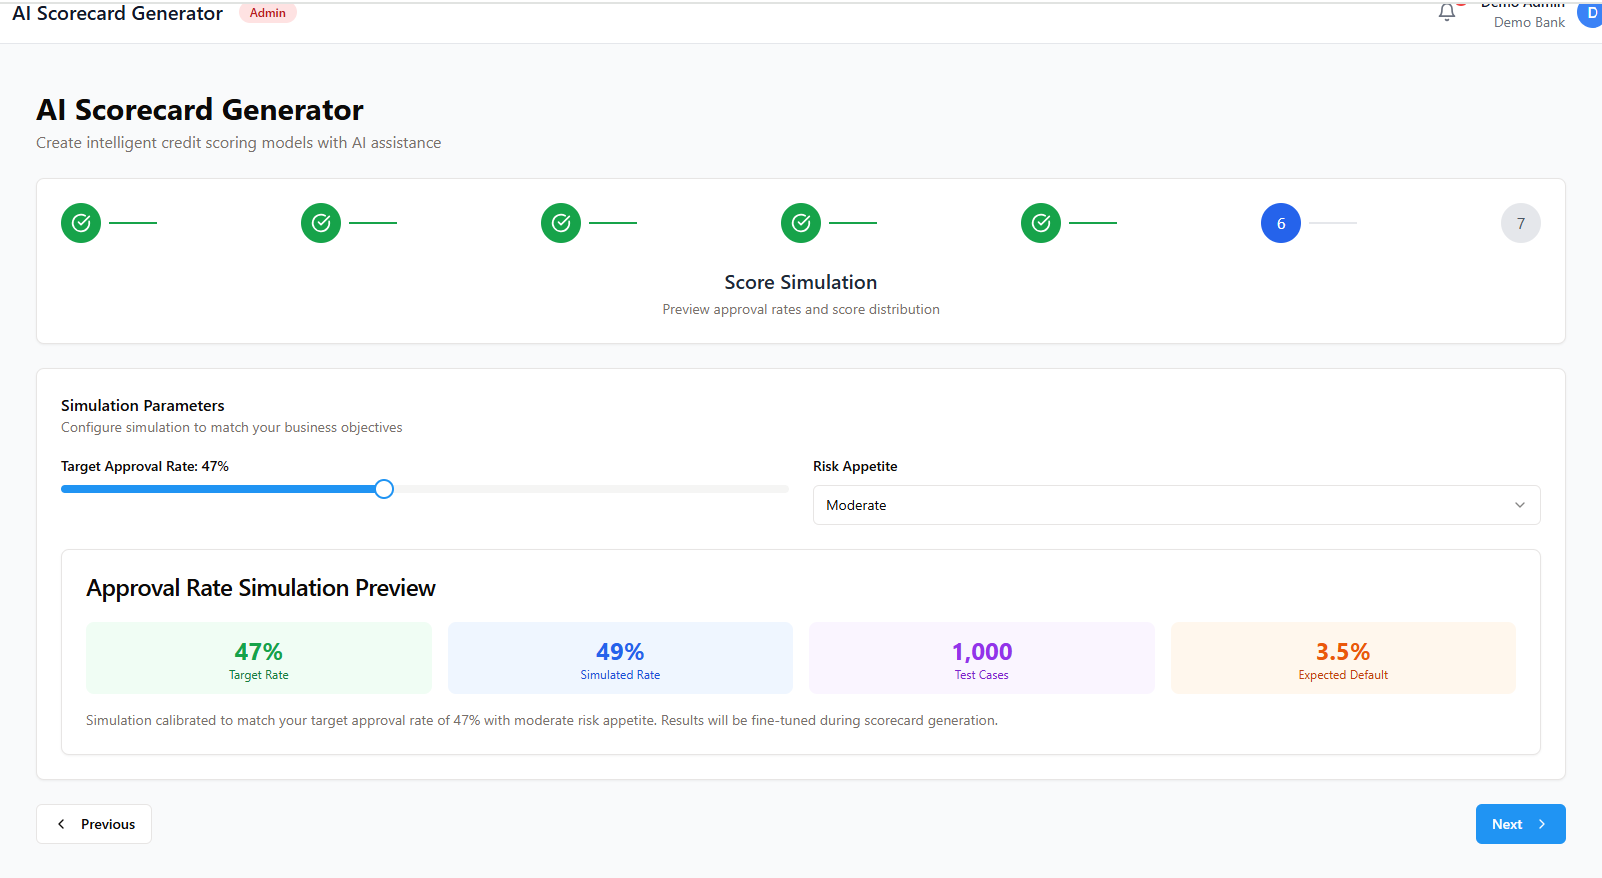 AI Scorecard Generator Admin
Demo Admin
Demo Bank
D
AI Scorecard Generator
Create intelligent credit scoring models with AI assistance
6 7
Score Simulation
Preview approval rates and score distribution
Simulation Parameters
Configure simulation to match your business objectives
Target Approval Rate: 47%
Risk Appetite
Moderate
Approval Rate Simulation Preview
47%
Target Rate
49%
Simulated Rate
1,000
Test Cases
3.5%
Expected Default
Simulation calibrated to match your target approval rate of 47% with moderate risk appetite. Results will be fine-tuned during scorecard generation.
Previous
Next